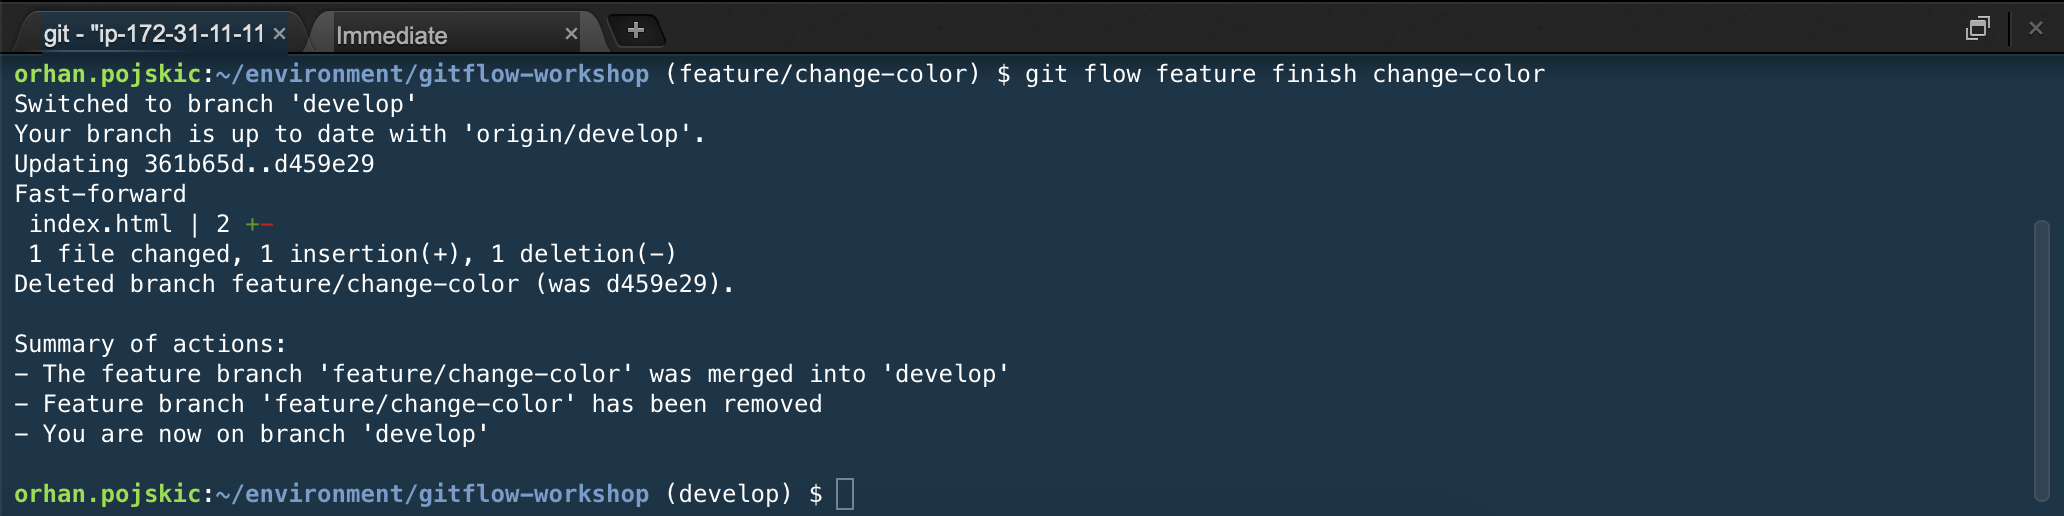 git - "ip-172-31-11-11 × Immediate × +
orhan.pojskic:~/environment/gitflow-workshop (feature/change-color) $ git flow feature finish change-color
Switched to branch 'develop'
Your branch is up to date with 'origin/develop'.
Updating 361b65d..d459e29
Fast-forward
 index.html | 2 +-
 1 file changed, 1 insertion(+), 1 deletion(-)
Deleted branch feature/change-color (was d459e29).

Summary of actions:
- The feature branch 'feature/change-color' was merged into 'develop'
- Feature branch 'feature/change-color' has been removed
- You are now on branch 'develop'

orhan.pojskic:~/environment/gitflow-workshop (develop) $